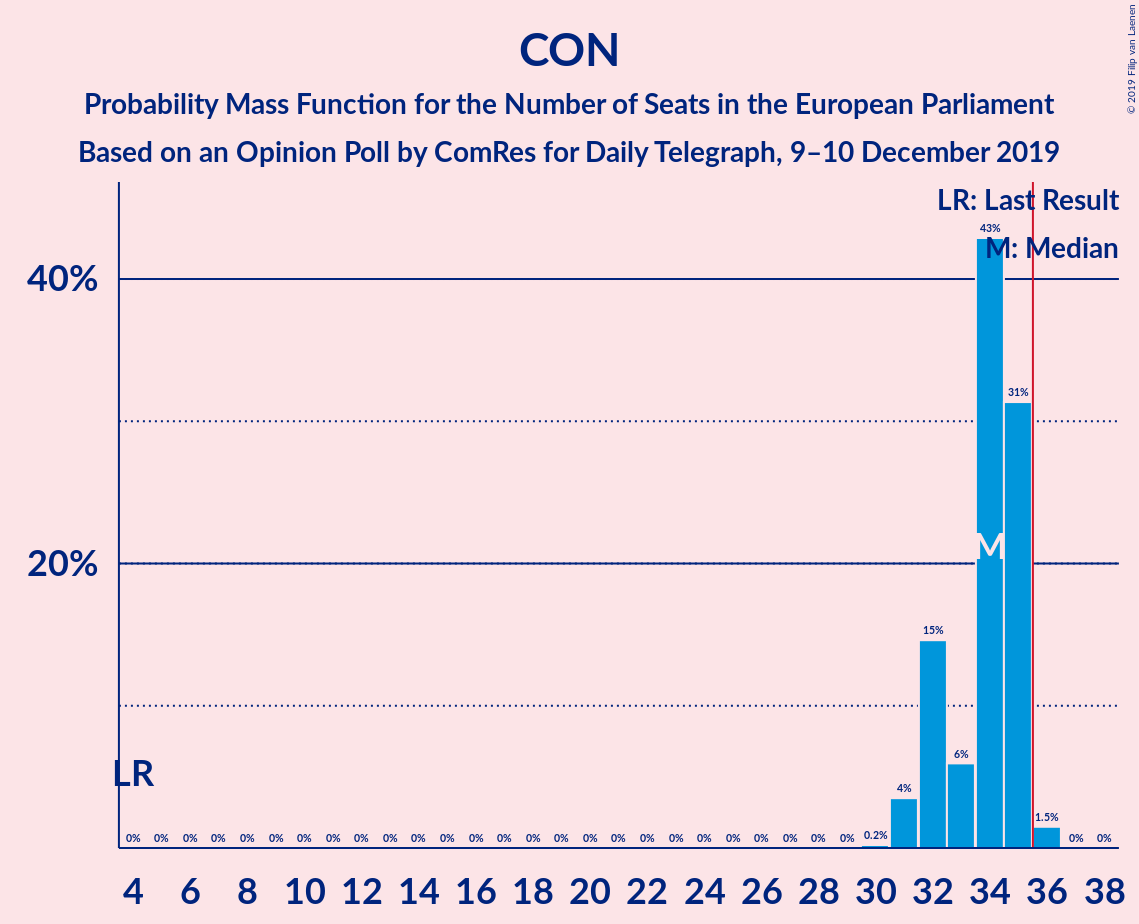 CON
Probability Mass Function for the Number of Seats in the European Parliament
Based on an Opinion Poll by ComRes for Daily Telegraph, 9–10 December 2019
© 2019 Filip van Laenen
LR: Last Result
M: Median
40%
20%
43%
31%
M
15%
6%
LR
4%
1.5%
0% 0% 0% 0% 0% 0% 0% 0% 0% 0% 0% 0% 0% 0% 0% 0% 0% 0% 0% 0% 0% 0% 0% 0% 0% 0% 0.2% 0% 0%
4 6 8 10 12 14 16 18 20 22 24 26 28 30 32 34 36 38